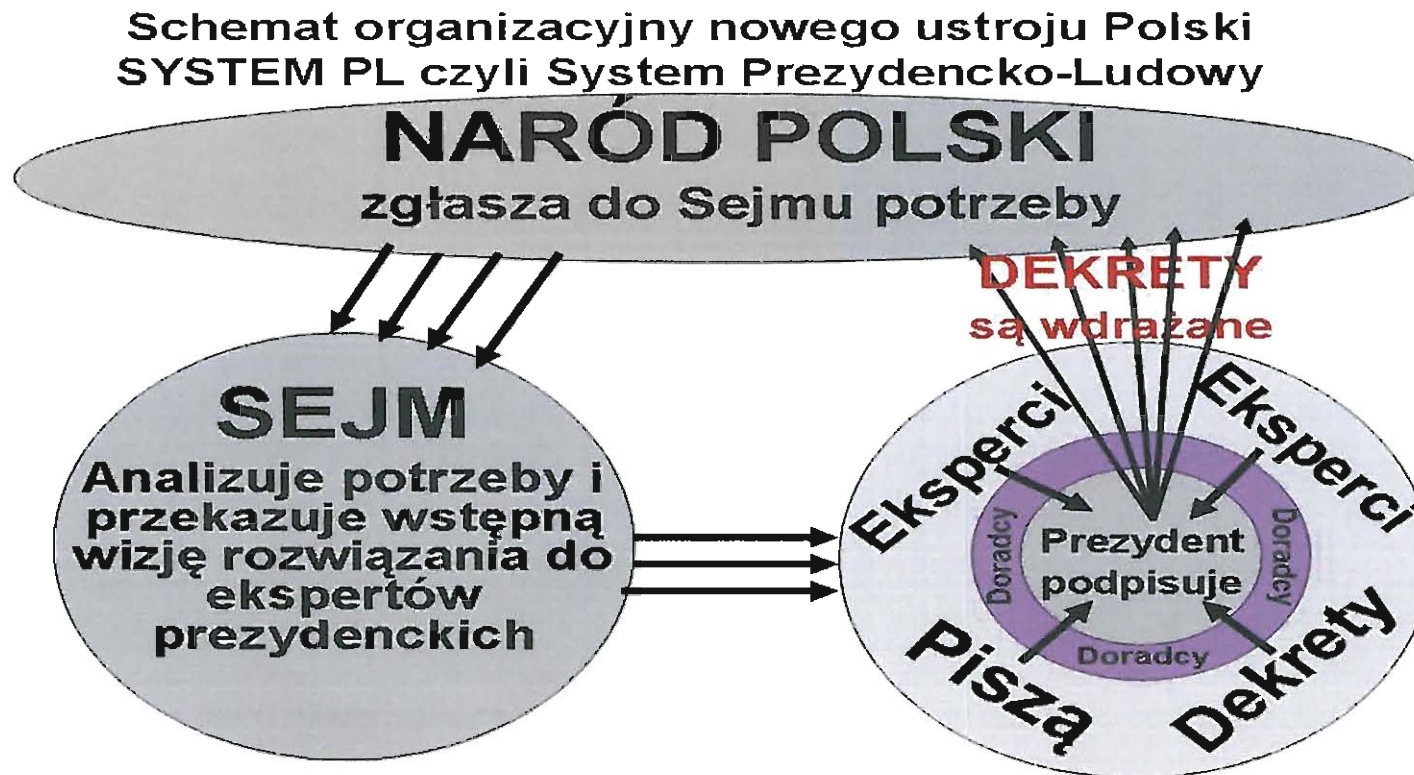 Schemat organizacyjny nowego ustroju Polski
SYSTEM PL czyli System Prezydencko-Ludowy
NARÓD POLSKI
zgłasza do Sejmu potrzeby
DEKRETY
są wdrażane
SEJM
Analizuje potrzeby i
przekazuje wstępną
wizję rozwiązania do
ekspertów
prezydenckich
Eksperci
Eksperci
Doradcy
Prezydent
podpisuje
Doradcy
Doradcy
Piszą
Dekrety